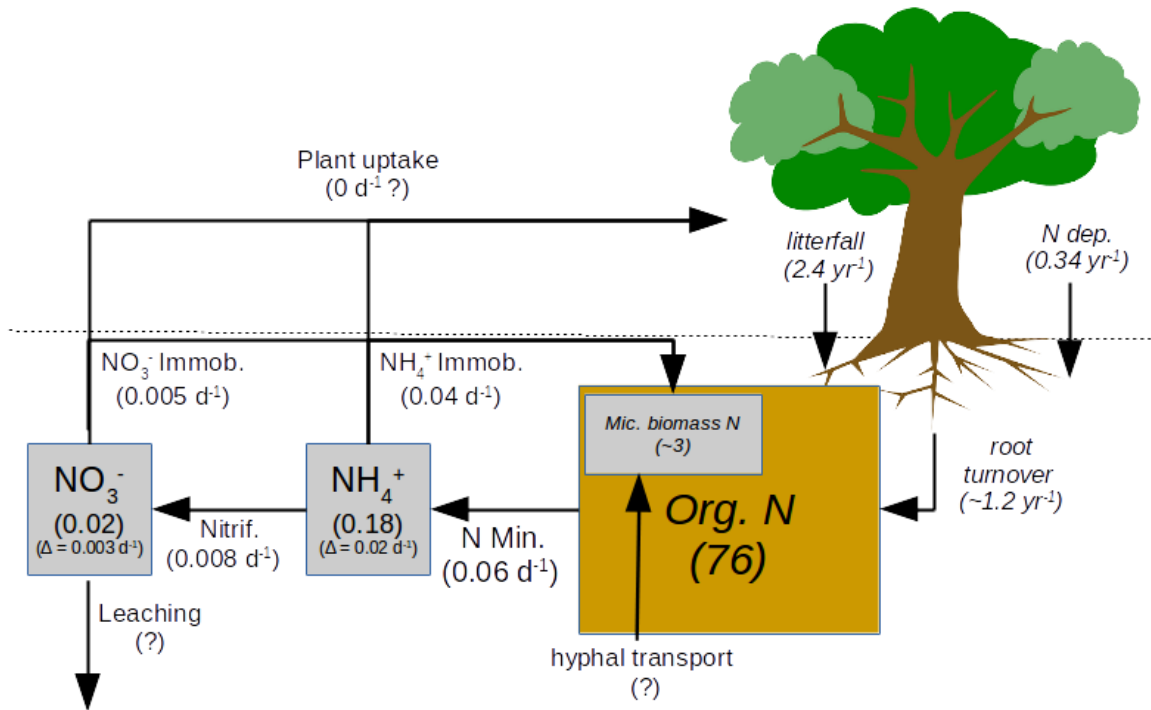 Plant uptake
(0 d⁻¹ ?)
litterfall
(2.4 yr⁻¹)
N dep.
(0.34 yr⁻¹)
NO₃⁻ Immob.
(0.005 d⁻¹)
NH₄⁺ Immob.
(0.04 d⁻¹)
Mic. biomass N
(~3)
root
turnover
(~1.2 yr⁻¹)
NO₃⁻
(0.02)
(Δ = 0.003 d⁻¹)
Nitrif.
(0.008 d⁻¹)
NH₄⁺
(0.18)
(Δ = 0.02 d⁻¹)
N Min.
(0.06 d⁻¹)
Org. N
(76)
Leaching
(?)
hyphal transport
(?)